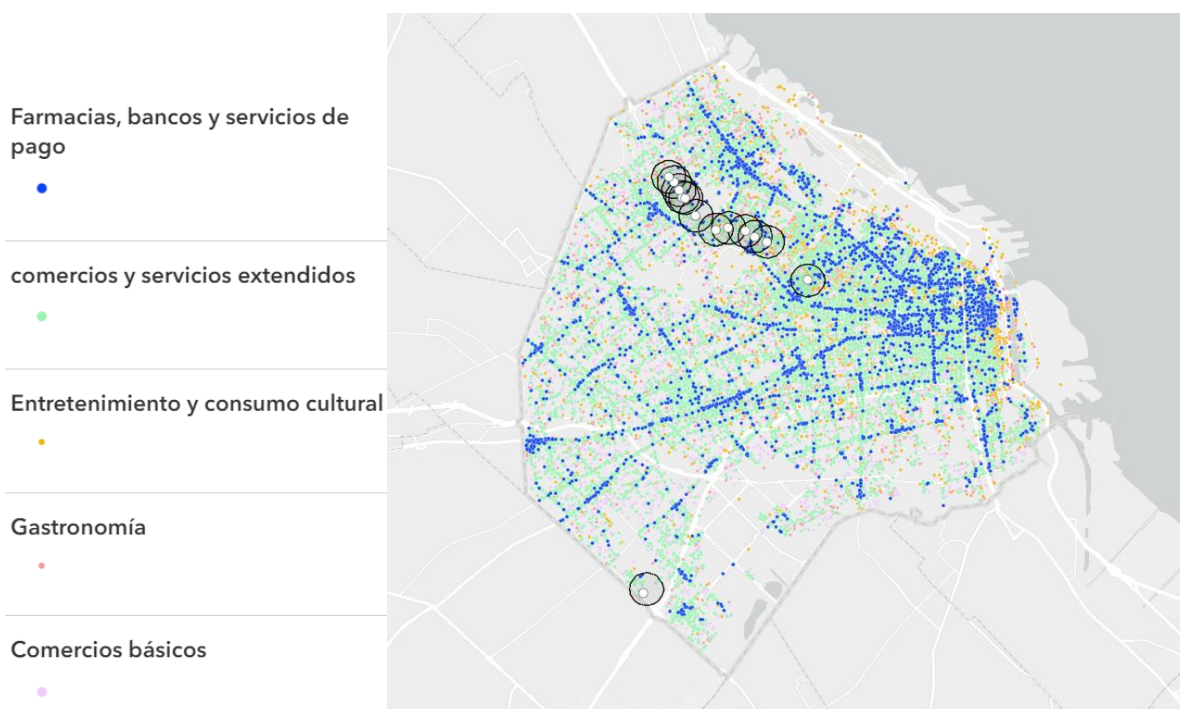 Farmacias, bancos y servicios de
pago
comercios y servicios extendidos
Entretenimiento y consumo cultural
Gastronomía
Comercios básicos